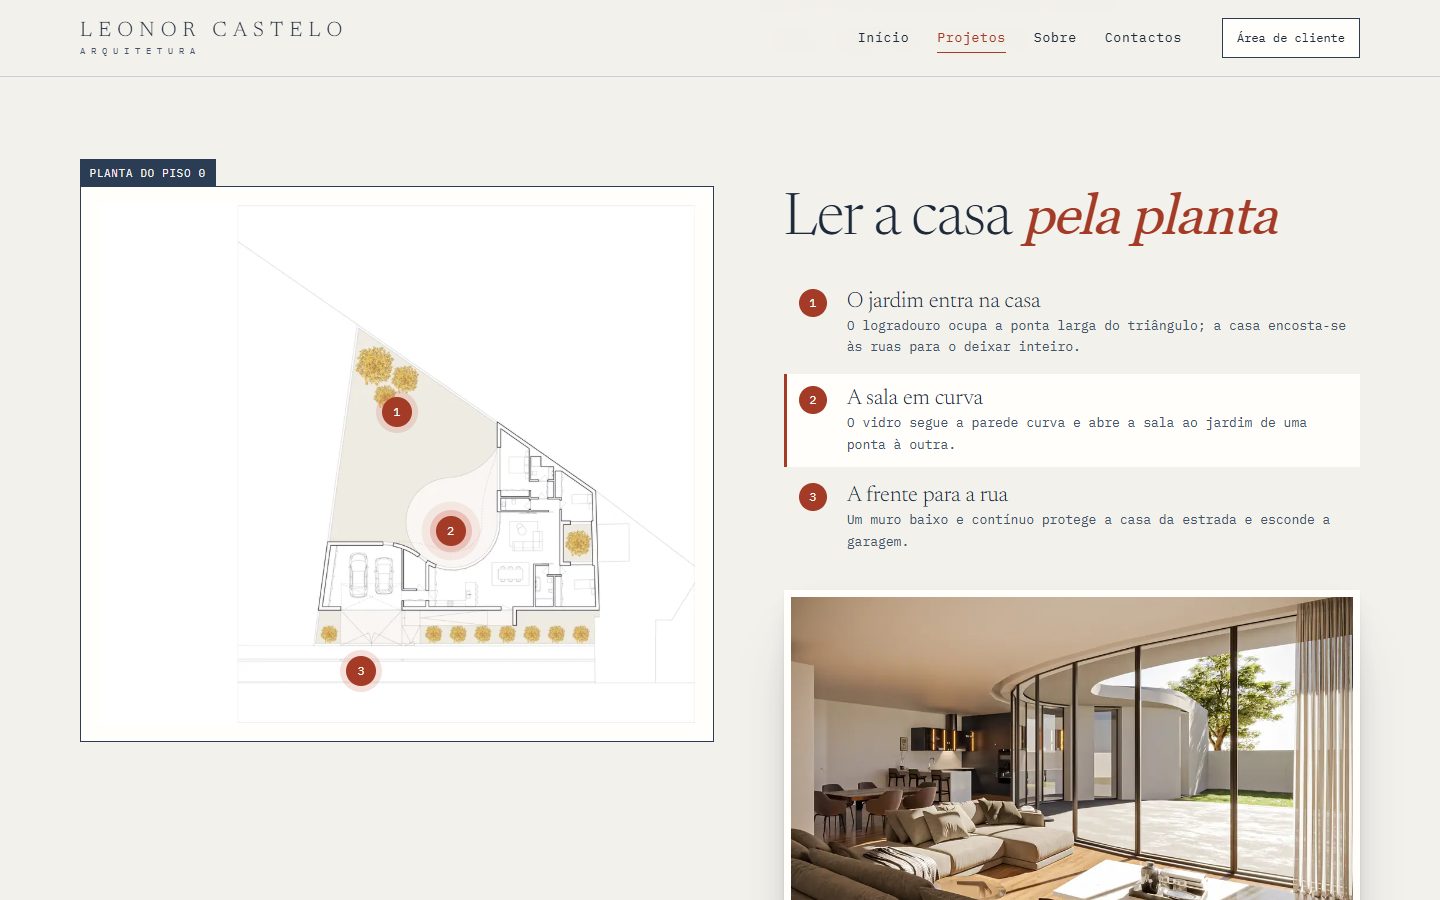 LEONOR CASTELO
ARQUITETURA
Início Projetos Sobre Contactos Área de cliente
PLANTA DO PISO 0
Ler a casa pela planta
1 O jardim entra na casa
O logradouro ocupa a ponta larga do triângulo; a casa encosta-se
às ruas para o deixar inteiro.
2 A sala em curva
O vidro segue a parede curva e abre a sala ao jardim de uma
ponta à outra.
3 A frente para a rua
Um muro baixo e contínuo protege a casa da estrada e esconde a
garagem.
1
2
3